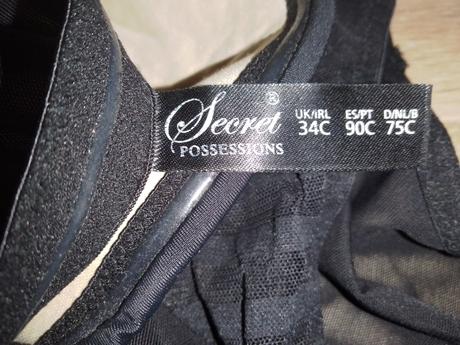 Secret®
POSSESSIONS
UK/iRL ES/PT D/NL/B
34C 90C 75C